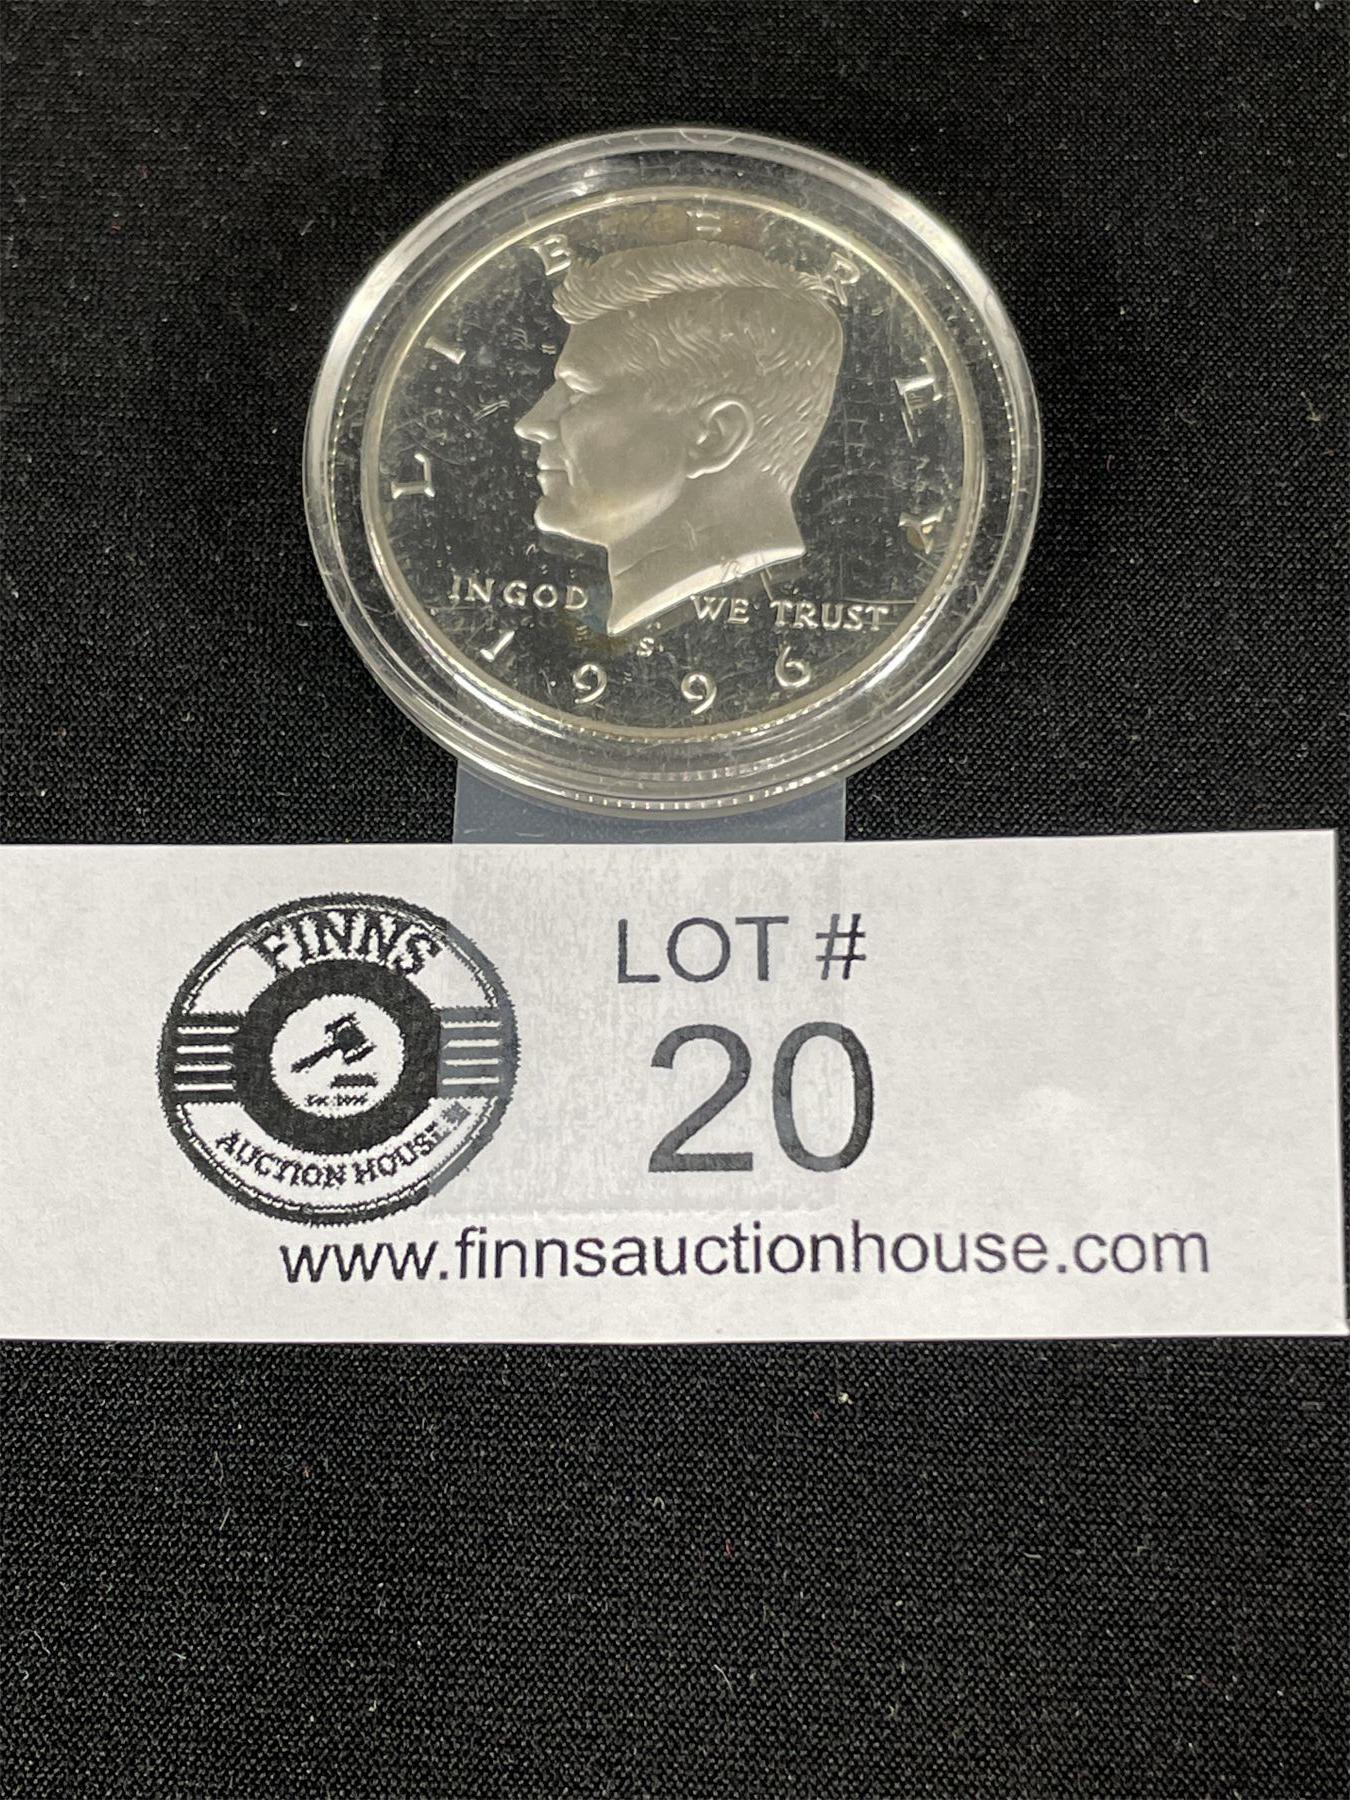 LIBERTY
IN GOD WE TRUST
S
1996
FINNS
AUCTION HOUSE
LOT #
20
www.finnsauctionhouse.com